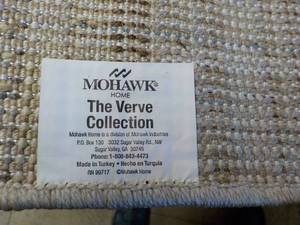 MOHAWK®
HOME
The Verve
Collection
Mohawk Home is a division of Mohawk Industries
P.O. Box 130 3032 Sugar Valley Rd., NW
Sugar Valley, GA 30746
Phone: 1-800-843-4473
Made in Turkey • Hecho en Turquia
RN 99717 ©Mohawk Home